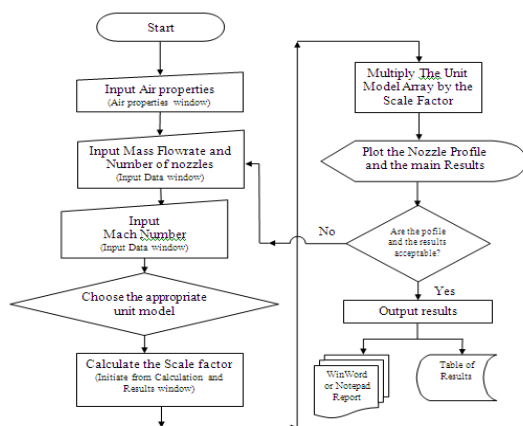 Start
Input Air properties
(Air properties window)
Input Mass Flowrate and
Number of nozzles
(Input Data window)
Input
Mach Number
(Input Data window)
Choose the appropriate
unit model
Calculate the Scale factor
(Initiate from Calculation and
Results window)
Multiply The Unit
Model Array by the
Scale Factor
Plot the Nozzle Profile
and the main Results
Are the pofile
and the results
acceptable?
No
Yes
Output results
WinWord
or Notepad
Report
Table of
Results